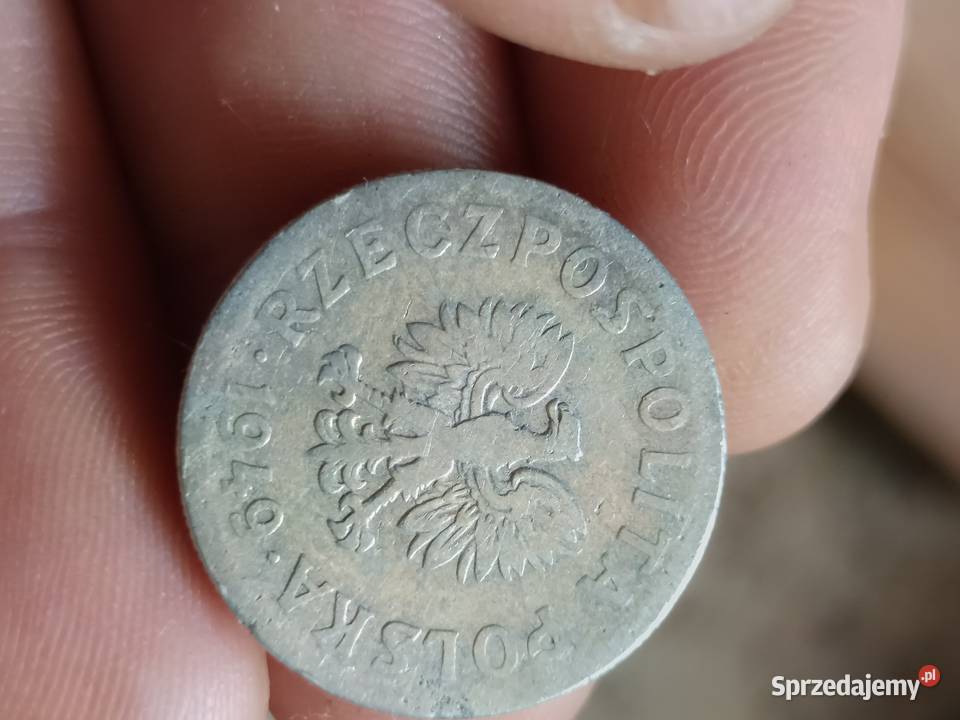 RZECZPOSPOLITA POLSKA
·1949·
Sprzedajemy.pl